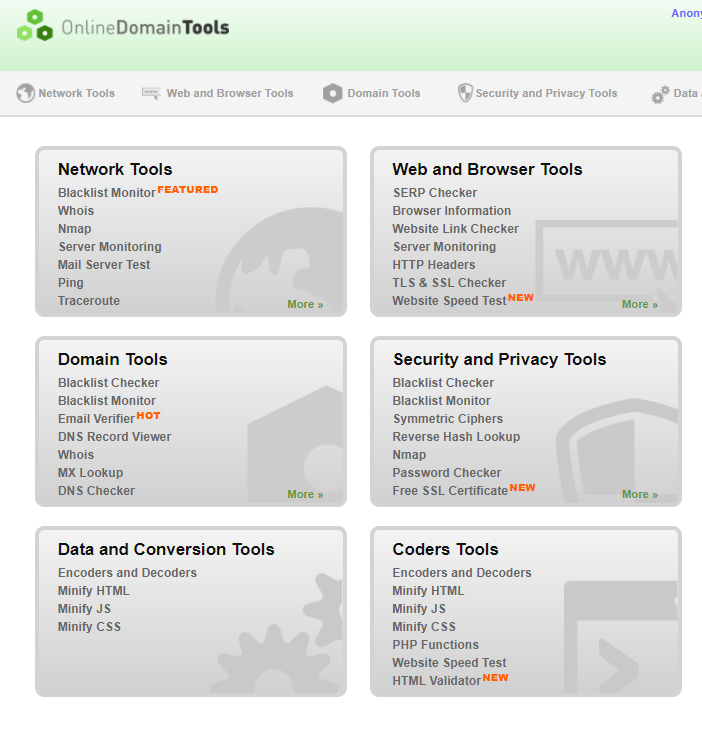 OnlineDomainTools
Anony
Network Tools
Web and Browser Tools
Domain Tools
Security and Privacy Tools
Data
Network Tools
Blacklist Monitor FEATURED
Whois
Nmap
Server Monitoring
Mail Server Test
Ping
Traceroute
More »
Web and Browser Tools
SERP Checker
Browser Information
Website Link Checker
Server Monitoring
HTTP Headers
TLS & SSL Checker
Website Speed Test NEW
WWW
More »
Domain Tools
Blacklist Checker
Blacklist Monitor
Email Verifier HOT
DNS Record Viewer
Whois
MX Lookup
DNS Checker
More »
Security and Privacy Tools
Blacklist Checker
Blacklist Monitor
Symmetric Ciphers
Reverse Hash Lookup
Nmap
Password Checker
Free SSL Certificate NEW
More »
Data and Conversion Tools
Encoders and Decoders
Minify HTML
Minify JS
Minify CSS
Coders Tools
Encoders and Decoders
Minify HTML
Minify JS
Minify CSS
PHP Functions
Website Speed Test
HTML Validator NEW